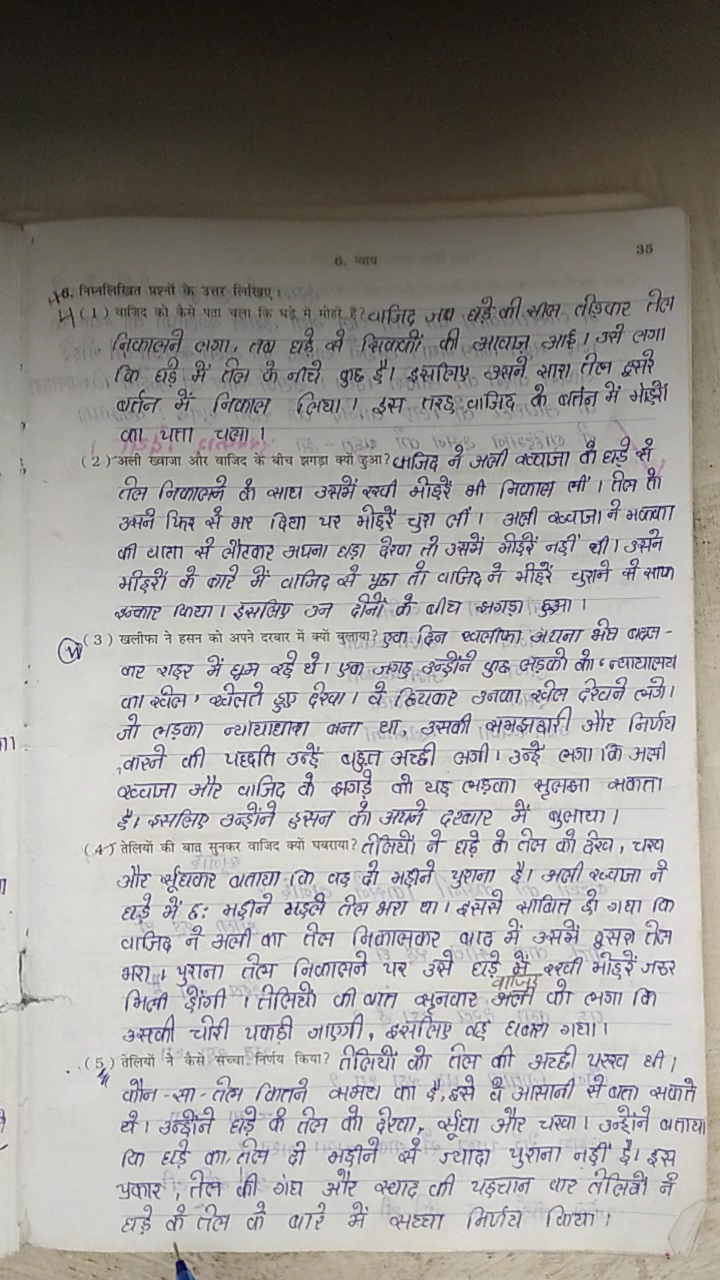 6. न्याय
35
6. निम्नलिखित प्रश्नों के उत्तर लिखिए।
(1) वाजिद को कैसे पता चला कि घड़े में मोहरें हैं? वाजिद जब घड़े की सील तोड़कर तेल
निकालने लगा, तब घड़े से सिक्कों की आवाज़ आई। उसे लगा
कि घड़े में तेल के नीचे कुछ है। इसलिए उसने सारा तेल दूसरे
बर्तन में निकाल लिया। इस तरह वाजिद के बर्तन में मोहरों
का पता चला।
(2) अली ख्वाजा और वाजिद के बीच झगड़ा क्यों हुआ? वाजिद ने अली ख्वाजा के घड़े से
तेल निकालने के साथ उसमें रखी मोहरें भी निकाल लीं। तेल तो
उसने फिर से भर दिया पर मोहरें चुरा लीं। अली ख्वाजा ने मक्का
की यात्रा से लौटकर अपना घड़ा देखा तो उसमें मोहरें नहीं थी। उसने
मोहरों के बारे में वाजिद से पूछा तो वाजिद ने मोहरें चुराने से साफ
इन्कार किया। इसलिए उन दोनों के बीच झगड़ा हुआ।
(3) खलीफा ने हसन को अपने दरबार में क्यों बुलाया? एक दिन खलीफा अपना भेष बदल-
कर शहर में घूम रहे थे। एक जगह उन्होंने कुछ लड़को को 'न्यायालय
का खेल' खेलते हुए देखा। वे छिपकर उनका खेल देखने लगे।
जो लड़का न्यायाधीश बना था, उसकी समझदारी और निर्णय
करने की पध्दति उन्हें बहुत अच्छी लगी। उन्हें लगा कि अली
ख्वाजा और वाजिद के झगड़े को यह लड़का सुलझा सकता
है। इसलिए उन्होंने हसन को अपने दरबार में बुलाया।
(4) तेलियों की बात सुनकर वाजिद क्यों घबराया? तेलियों ने घड़े के तेल को देख, चख
और सूँघकर बताया कि वह दो महीने पुराना है। अली ख्वाजा ने
घड़े में छ: महीने पहले तेल भरा था। इससे साबित हो गया कि
वाजिद ने अली का तेल निकालकर बाद में उसमें दूसरा तेल
भरा। पुराना तेल निकालने पर उसे घड़े में रखी मोहरें जरूर
वाजिद
मिली होंगी। तेलियों की बात सुनकर अली को लगा कि
उसकी चोरी पकड़ी जाएगी, इसलिए वह घबरा गया।
(5) तेलियों ने कैसे सच्चा निर्णय किया? तेलियों को तेल की अच्छी परख थी।
कौन-सा-तेल कितने समय का है, इसे वे आसानी से बता सकते
थे। उन्होंने घड़े के तेल को देखा, सूँघा और चखा। उन्होंने बताया
कि घड़े का तेल दो महीने से ज्यादा पुराना नहीं है। इस
प्रकार, तेल की गंध और स्वाद की पहचान कर तेलियों ने
घड़े के तेल के बारे में सच्चा निर्णय किया।